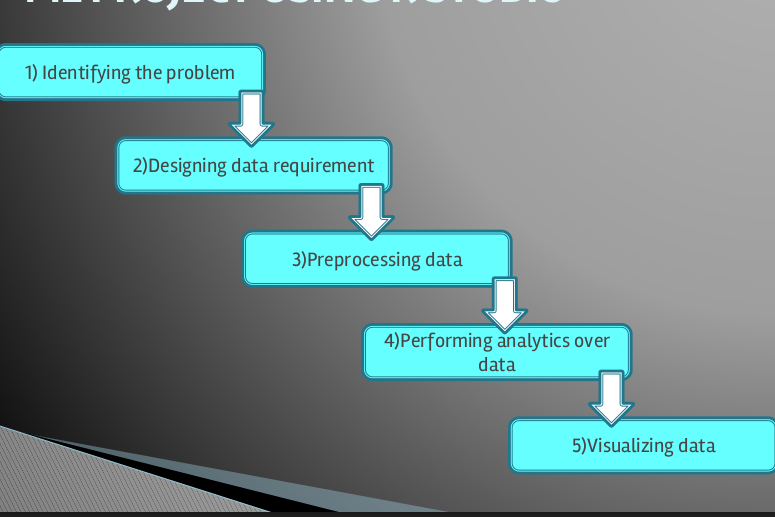 1) Identifying the problem
2)Designing data requirement
3)Preprocessing data
4)Performing analytics over
data
5)Visualizing data